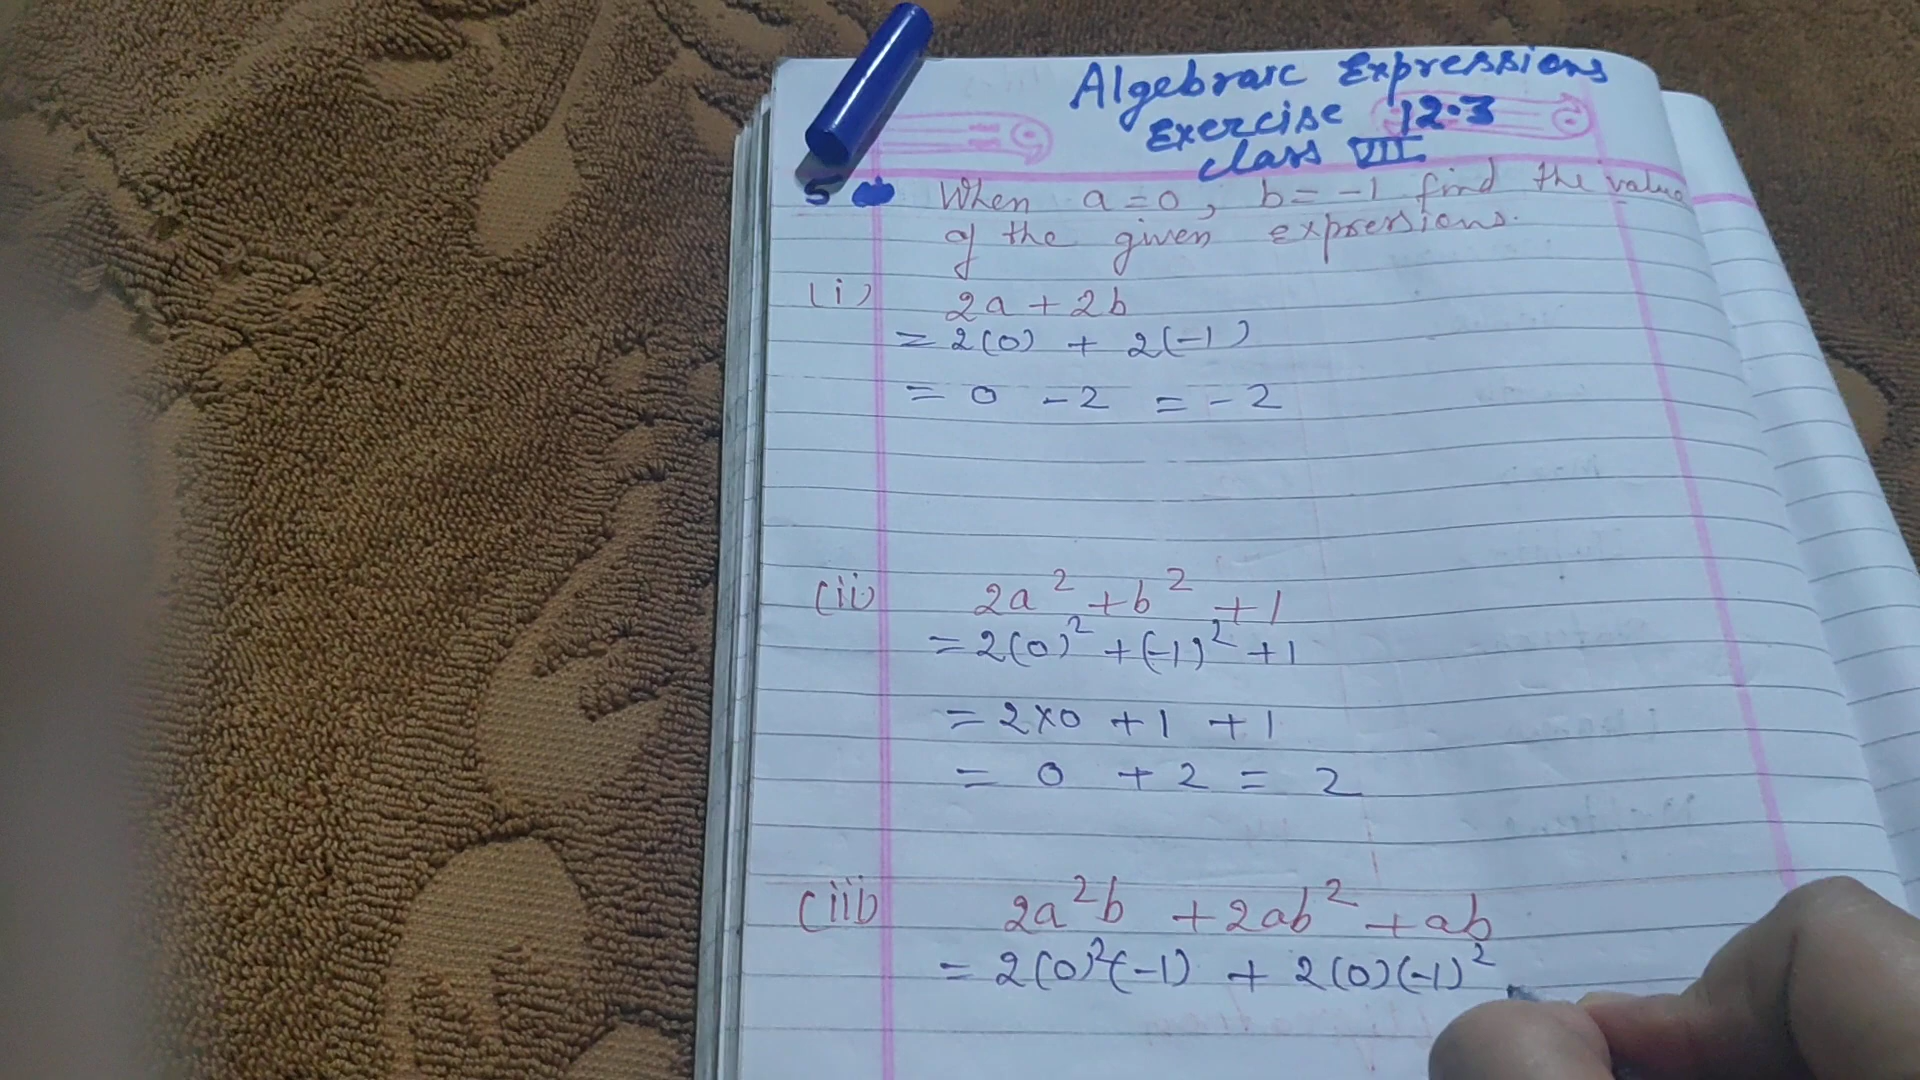 Algebraic Expressions
Exercise 12.3
class VII
5 When a = 0, b = -1 find the value
of the given expressions.
(i) 2a + 2b
= 2(0) + 2(-1)
= 0 - 2 = -2
(ii) 2a² + b² + 1
= 2(0)² + (-1)² + 1
= 2×0 + 1 + 1
= 0 + 2 = 2
(iii) 2a²b + 2ab² + ab
= 2(0)²(-1) + 2(0)(-1)²